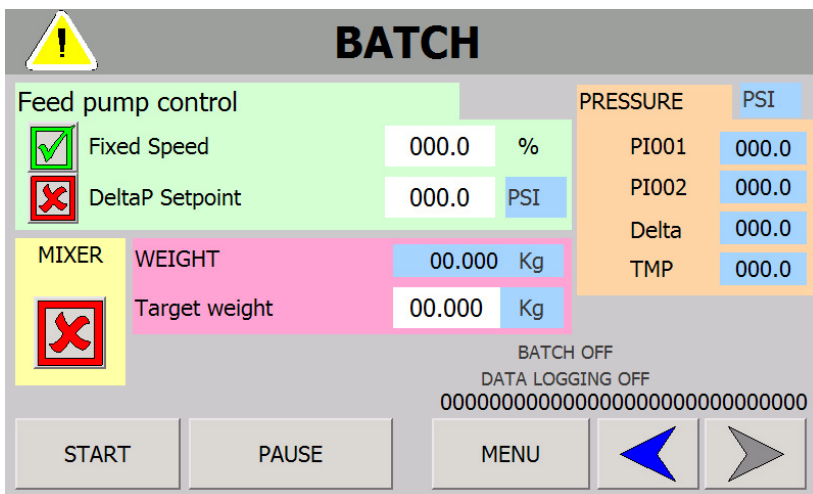 BATCH
Feed pump control
Fixed Speed 000.0 %
DeltaP Setpoint 000.0 PSI
PRESSURE PSI
PI001 000.0
PI002 000.0
Delta 000.0
TMP 000.0
MIXER
WEIGHT 00.000 Kg
Target weight 00.000 Kg
BATCH OFF
DATA LOGGING OFF
00000000000000000000000000000000
START PAUSE MENU